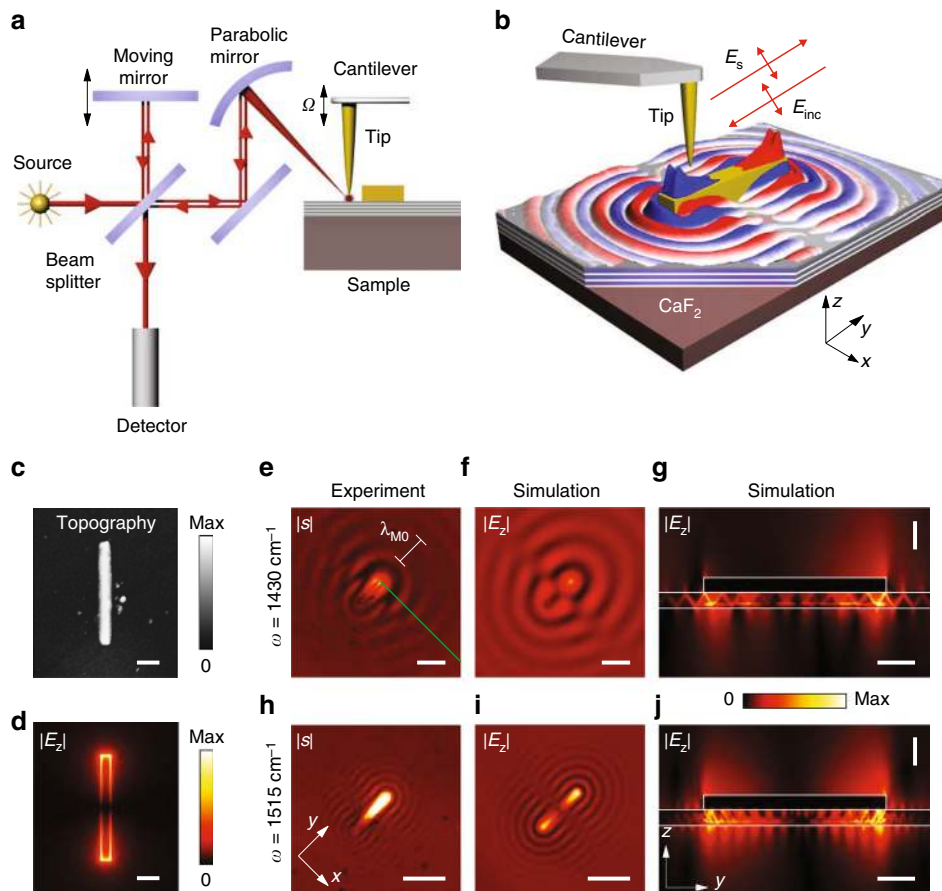 a
Moving
mirror
Parabolic
mirror
Cantilever
Ω
Tip
Source
Beam
splitter
Sample
Detector
b
Cantilever
Tip
Es
Einc
CaF2
z
y
x
c
Topography
Max
0
d
|Ez|
Max
0
e
Experiment
ω = 1430 cm⁻¹
|s|
λM0
f
Simulation
|Ez|
g
Simulation
|Ez|
0 Max
h
ω = 1515 cm⁻¹
|s|
y
x
i
|Ez|
j
|Ez|
z
y